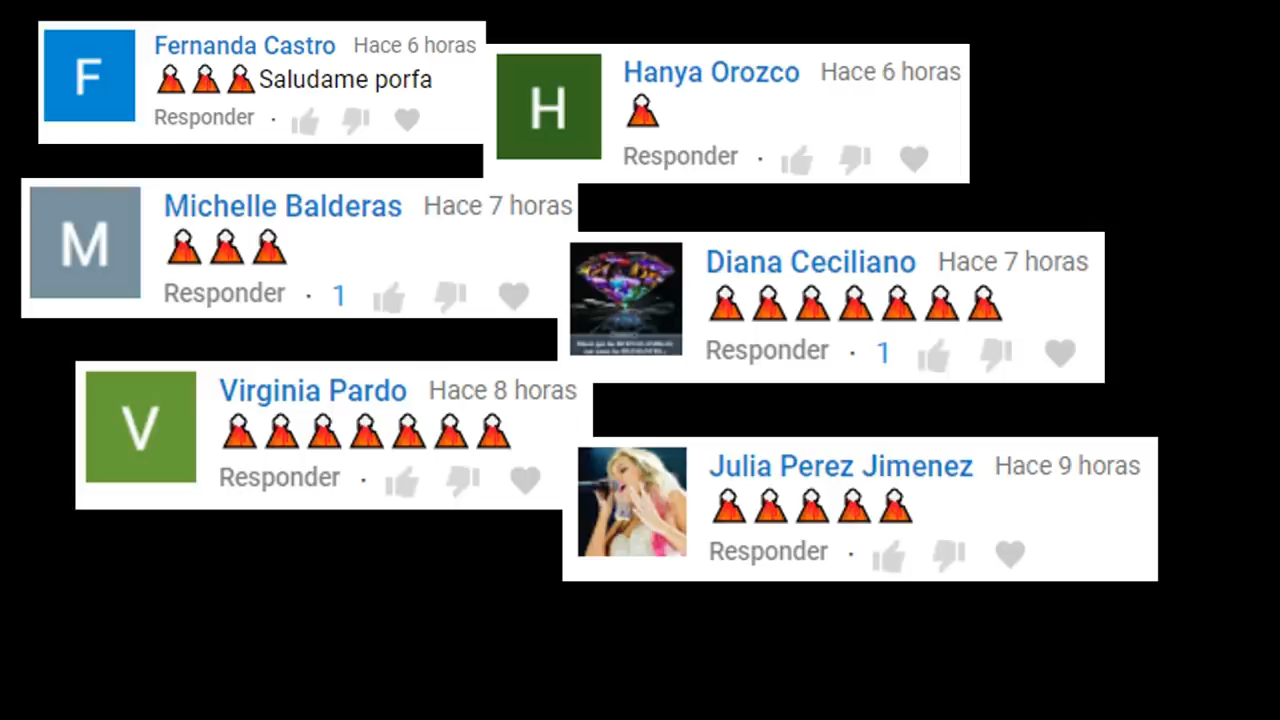 F
Fernanda Castro Hace 6 horas
🌋🌋🌋Saludame porfa
Responder ·
H
Hanya Orozco Hace 6 horas
🌋
Responder ·
M
Michelle Balderas Hace 7 horas
🌋🌋🌋
Responder · 1
Diana Ceciliano Hace 7 horas
🌋🌋🌋🌋🌋🌋🌋
Responder · 1
V
Virginia Pardo Hace 8 horas
🌋🌋🌋🌋🌋🌋🌋
Responder ·
Julia Perez Jimenez Hace 9 horas
🌋🌋🌋🌋🌋
Responder ·